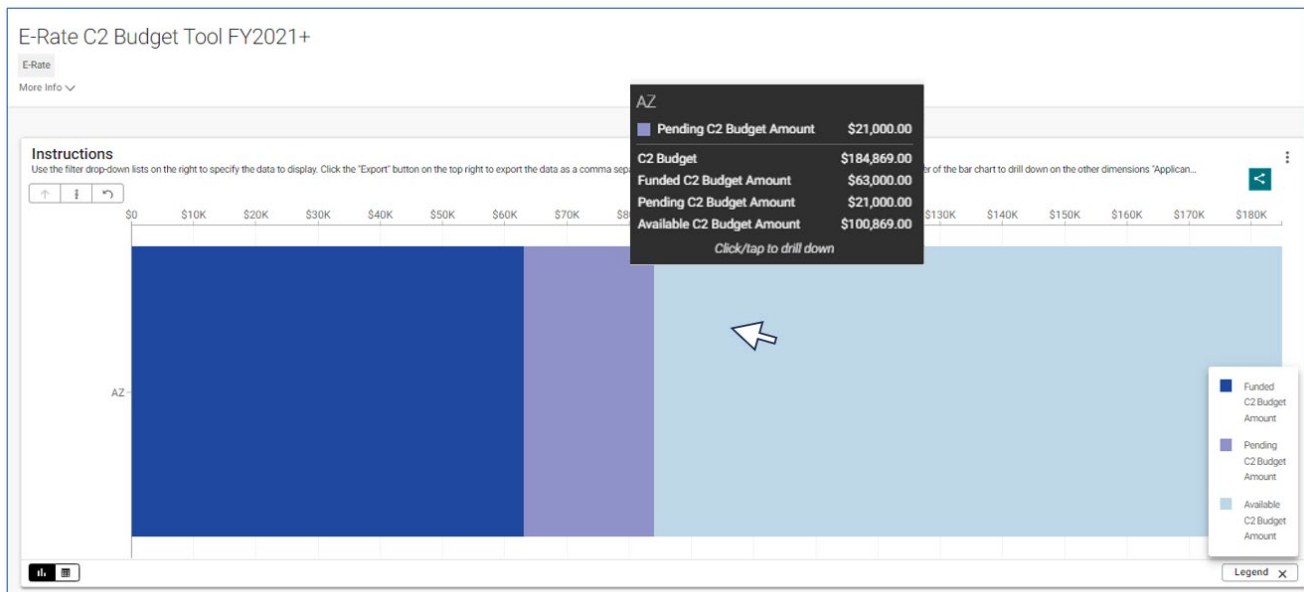 E-Rate C2 Budget Tool FY2021+
E-Rate
More Info
AZ
Pending C2 Budget Amount $21,000.00
C2 Budget $184,869.00
Funded C2 Budget Amount $63,000.00
Pending C2 Budget Amount $21,000.00
Available C2 Budget Amount $100,869.00
Click/tap to drill down
Instructions
Use the filter drop-down lists on the right to specify the data to display. Click the "Export" button on the top right to export the data as a comma sep er of the bar chart to drill down on the other dimensions "Applican...
$0 $10K $20K $30K $40K $50K $60K $70K $130K $140K $150K $160K $170K $180K
AZ
Funded
C2 Budget
Amount
Pending
C2 Budget
Amount
Available
C2 Budget
Amount
Legend